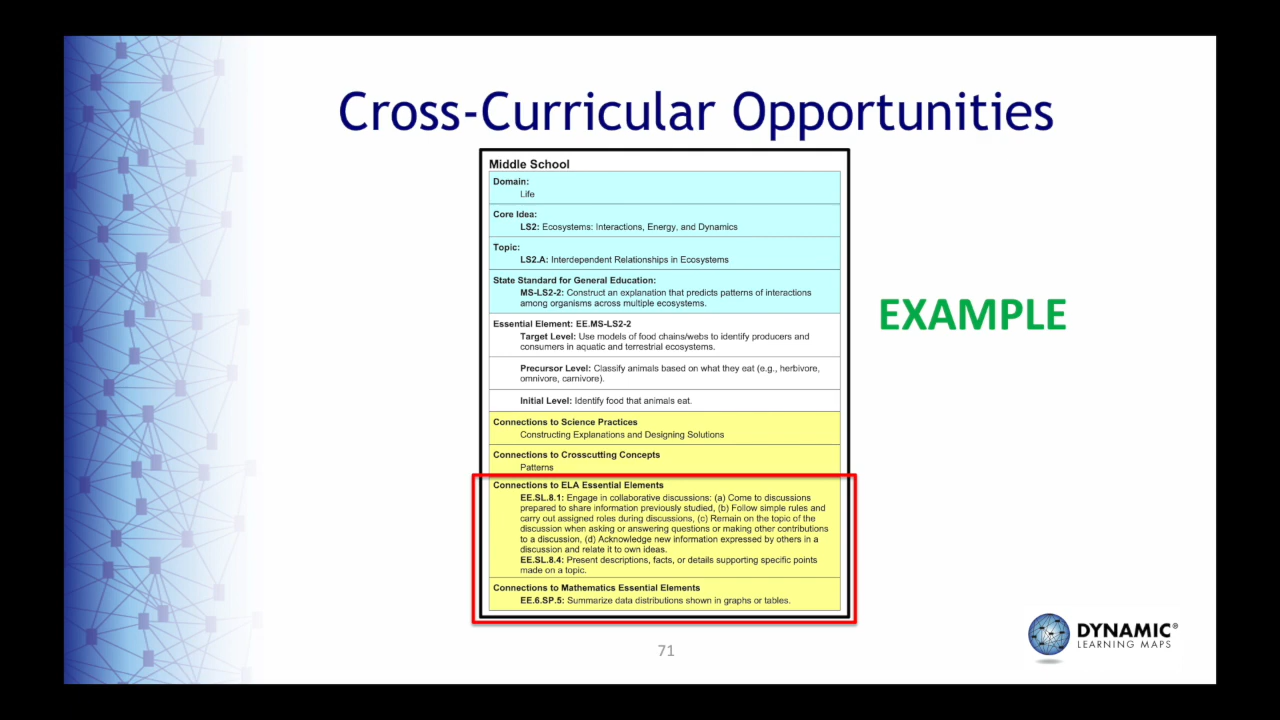 Cross-Curricular Opportunities
Middle School
Domain:
Life
Core Idea:
LS2: Ecosystems: Interactions, Energy, and Dynamics
Topic:
LS2.A: Interdependent Relationships in Ecosystems
State Standard for General Education:
MS-LS2-2: Construct an explanation that predicts patterns of interactions
among organisms across multiple ecosystems.
Essential Element: EE.MS-LS2-2
Target Level: Use models of food chains/webs to identify producers and
consumers in aquatic and terrestrial ecosystems.
Precursor Level: Classify animals based on what they eat (e.g., herbivore,
omnivore, carnivore).
Initial Level: Identify food that animals eat.
Connections to Science Practices
Constructing Explanations and Designing Solutions
Connections to Crosscutting Concepts
Patterns
Connections to ELA Essential Elements
EE.SL.8.1: Engage in collaborative discussions: (a) Come to discussions
prepared to share information previously studied, (b) Follow simple rules and
carry out assigned roles during discussions, (c) Remain on the topic of the
discussion when asking or answering questions or making other contributions
to a discussion, (d) Acknowledge new information expressed by others in a
discussion and relate it to own ideas.
EE.SL.8.4: Present descriptions, facts, or details supporting specific points
made on a topic.
Connections to Mathematics Essential Elements
EE.6.SP.5: Summarize data distributions shown in graphs or tables.
EXAMPLE
71
DYNAMIC®
LEARNING MAPS